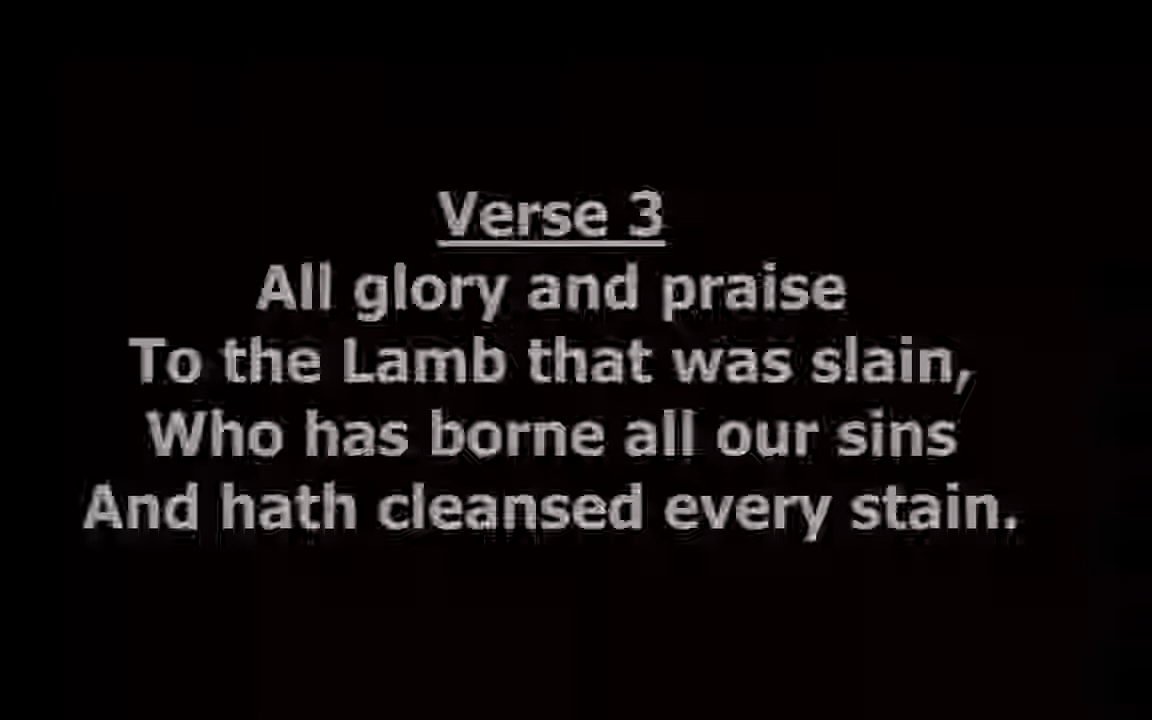 Verse 3
All glory and praise
To the Lamb that was slain,
Who has borne all our sins
And hath cleansed every stain.